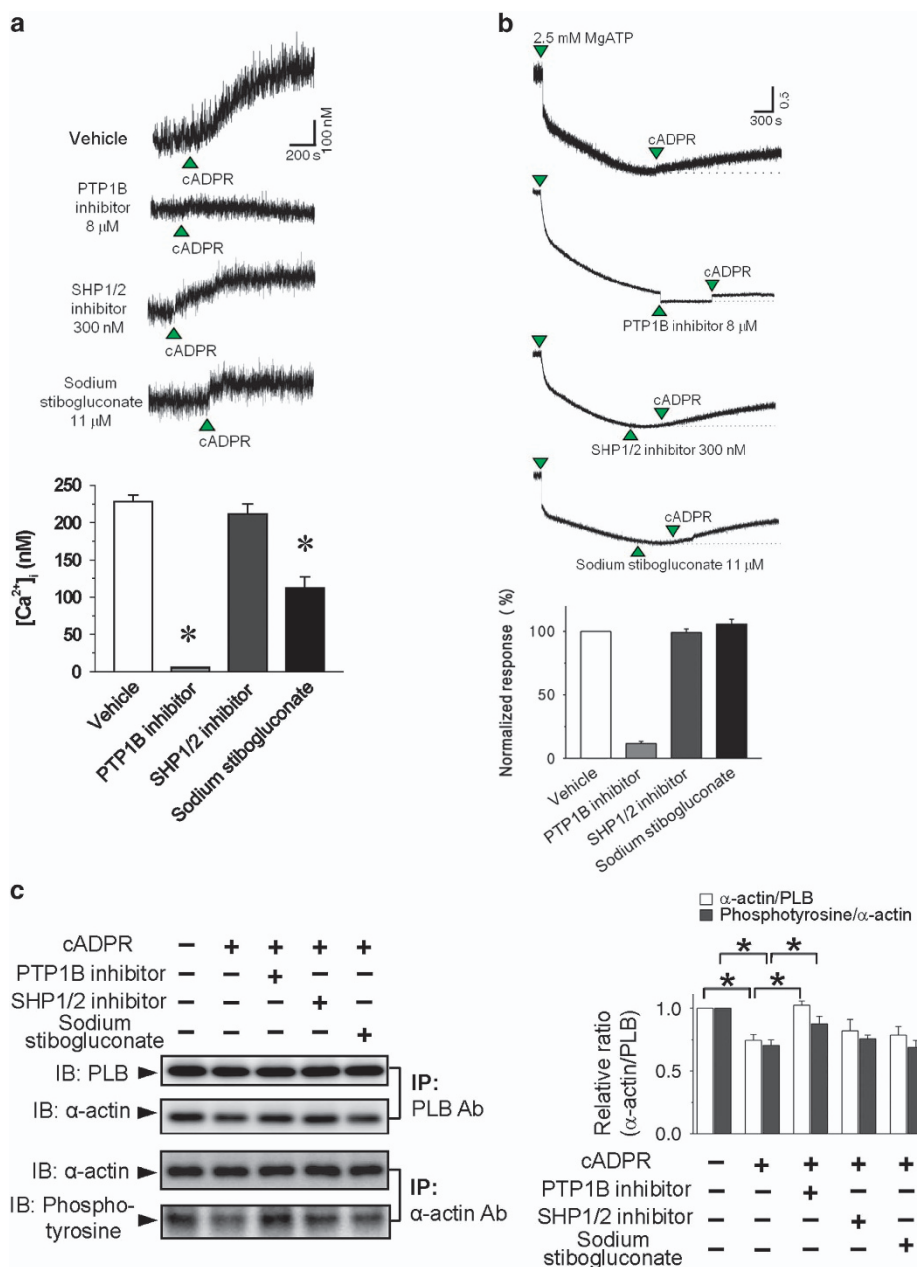 a
Vehicle
cADPR
200 s
100 nM
PTP1B
inhibitor
8 μM
cADPR
SHP1/2
inhibitor
300 nM
cADPR
Sodium
stibogluconate
11 μM
cADPR
[Ca²⁺]ᵢ (nM)
250
200
150
100
50
0
*
*
Vehicle
PTP1B inhibitor
SHP1/2 inhibitor
Sodium stibogluconate
b
2.5 mM MgATP
cADPR
300 s
0.5
cADPR
PTP1B inhibitor 8 μM
cADPR
SHP1/2 inhibitor 300 nM
cADPR
Sodium stibogluconate 11 μM
Normalized response ( %)
100
50
0
Vehicle
PTP1B inhibitor
SHP1/2 inhibitor
Sodium stibogluconate
c
cADPR – + + + +
PTP1B inhibitor – – + – –
SHP1/2 inhibitor – – – + –
Sodium
stibogluconate – – – – +
IB: PLB
IB: α-actin
IP:
PLB Ab
IB: α-actin
IB: Phospho-
tyrosine
IP:
α-actin Ab
α-actin/PLB
Phosphotyrosine/α-actin
* *
* *
Relative ratio
(α-actin/PLB)
1.0
0.5
0.0
cADPR – + + + +
PTP1B inhibitor – – + – –
SHP1/2 inhibitor – – – + –
Sodium
stibogluconate – – – – +